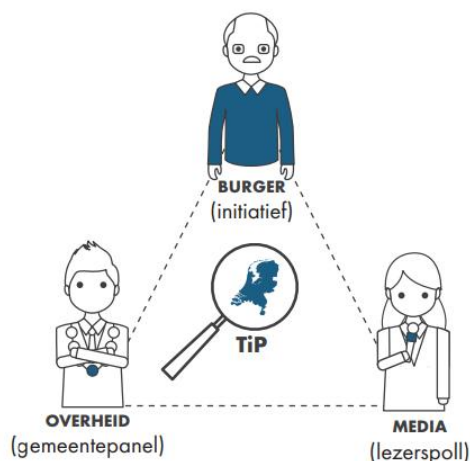 BURGER
(initiatief)
TiP
OVERHEID
(gemeentepanel)
MEDIA
(lezerspoll)